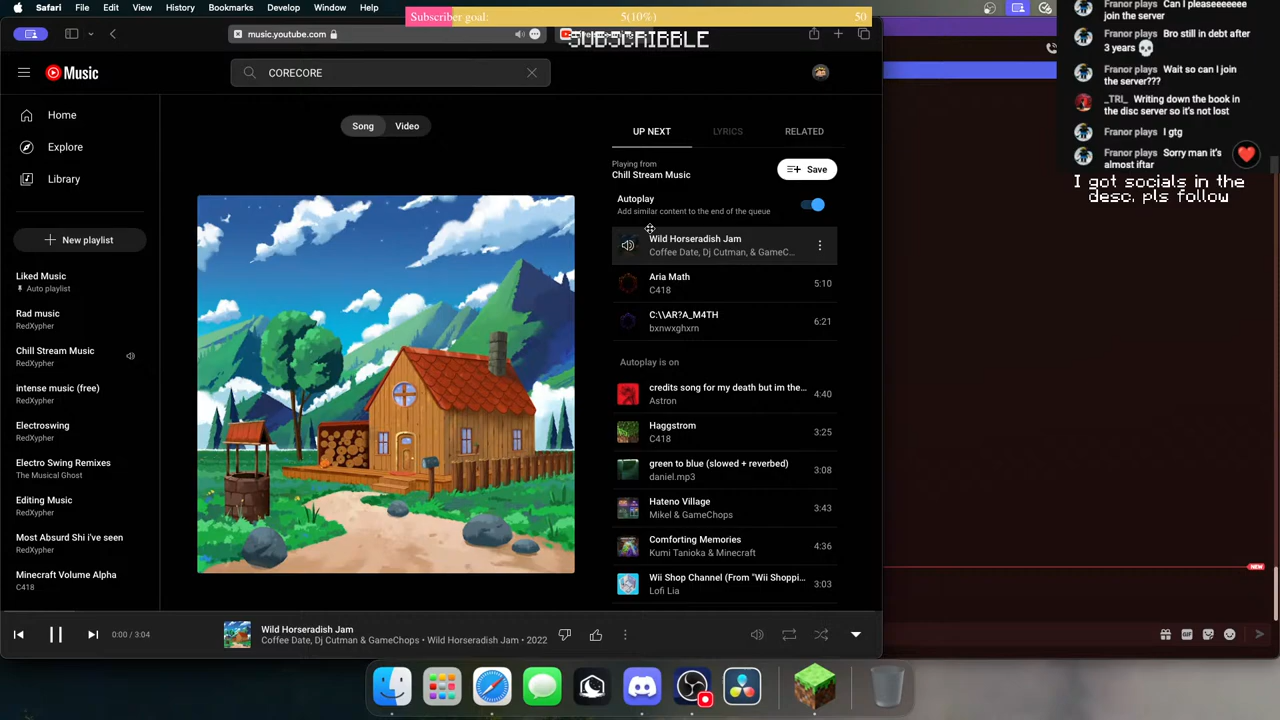 Safari File Edit View History
Subscriber goal: 5(10%) 50
SUBSCRIBBLE
music.youtube.com
Music
CORECORE
Home
Explore
Library
New playlist
Liked Music
Auto playlist
Rad music
RedXypher
Chill Stream Music
RedXypher
intense music (free)
RedXypher
Electroswing
RedXypher
Electro Swing Remixes
The Musical Ghost
Editing Music
RedXypher
Most Absurd Shi i've seen
RedXypher
Minecraft Volume Alpha
C418
Song Video
UP NEXT LYRICS RELATED
Playing from
Chill Stream Music
Save
Autoplay
Add similar content to the end of the queue
Wild Horseradish Jam
Coffee Date, Dj Cutman, & GameC...
Aria Math
C418
5:10
C:\\AR?A_M4TH
bxnwxghxrn
6:21
Autoplay is on
credits song for my death but im the...
Astron
4:40
Haggstrom
C418
3:25
green to blue (slowed + reverbed)
daniel.mp3
3:08
Hateno Village
Mikel & GameChops
3:43
Comforting Memories
Kumi Tanioka & Minecraft
4:36
Wii Shop Channel (From "Wii Shoppi...
Lofi Lia
3:03
0:00 / 3:04
Wild Horseradish Jam
Coffee Date, Dj Cutman & GameChops • Wild Horseradish Jam • 2022
Franor plays Can I pleaseeeeeee
join the server
Franor plays Bro still in debt after
3 years 💀
Franor plays Wait so can I join
the server???
_TRL_ Writing down the book in
the disc server so it's not lost
Franor plays I gtg
Franor plays Sorry man it's
almost iftar
I got socials in the
desc. pls follow
NEW
GIF